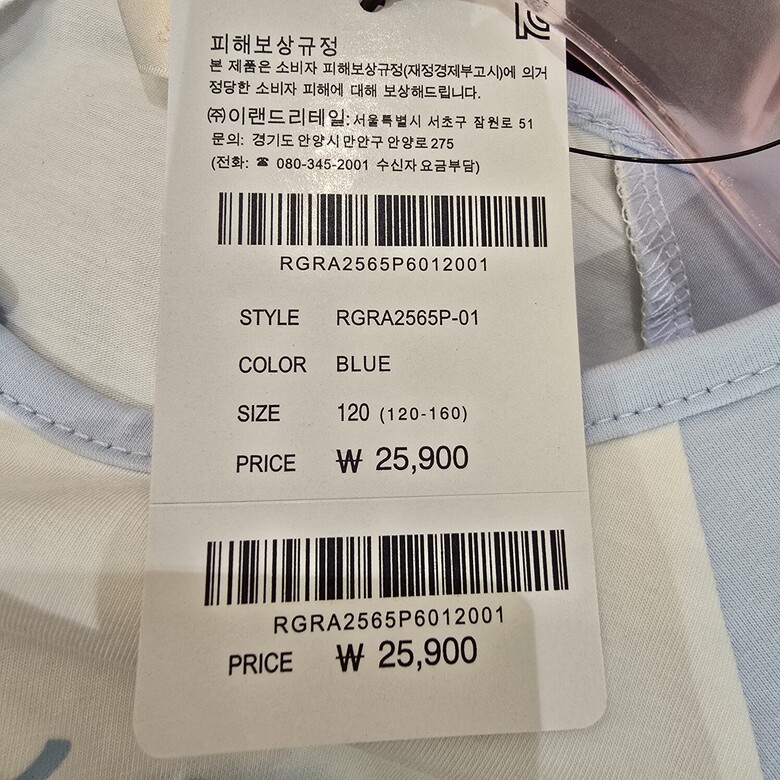 피해보상규정
본 제품은 소비자 피해보상규정(재정경제부고시)에 의거
정당한 소비자 피해에 대해 보상해드립니다.
㈜이랜드리테일: 서울특별시 서초구 잠원로 51
문의: 경기도 안양시 만안구 안양로 275
(전화: ☎ 080-345-2001 수신자 요금부담)
RGRA2565P6012001
STYLE RGRA2565P-01
COLOR BLUE
SIZE 120 (120-160)
PRICE ₩ 25,900
RGRA2565P6012001
PRICE ₩ 25,900